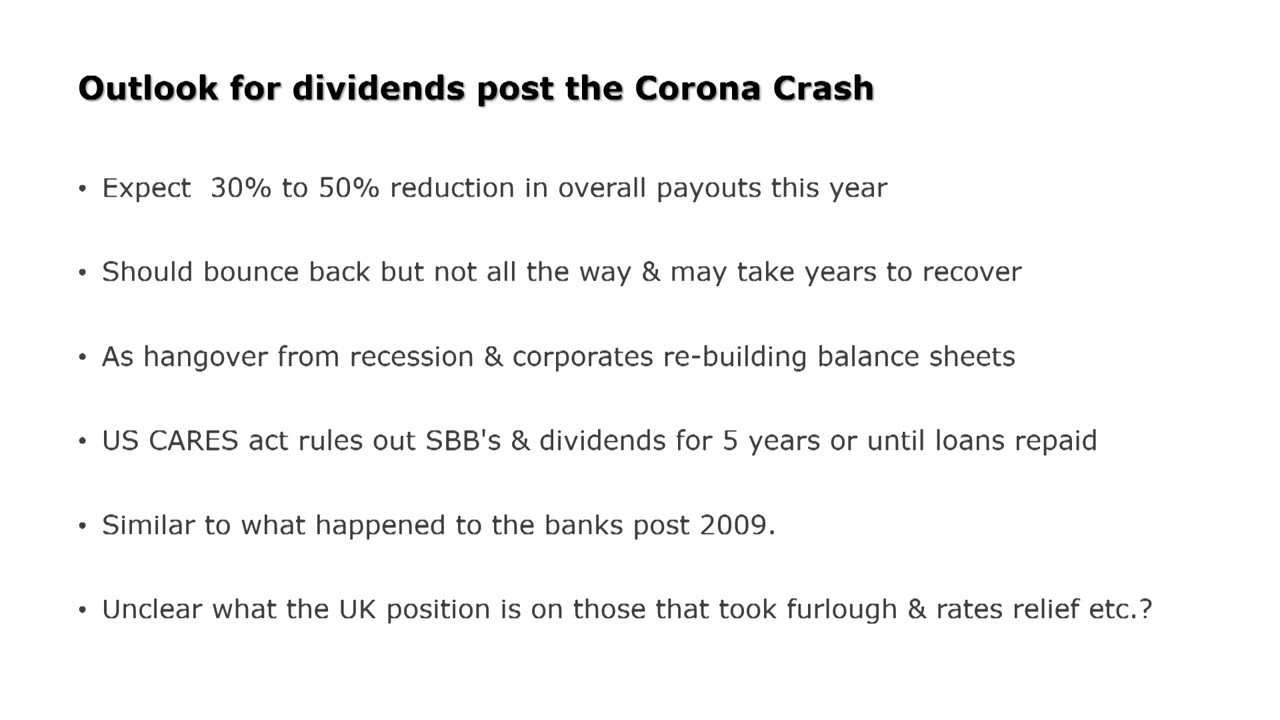 Outlook for dividends post the Corona Crash
• Expect  30% to 50% reduction in overall payouts this year
• Should bounce back but not all the way & may take years to recover
• As hangover from recession & corporates re-building balance sheets
• US CARES act rules out SBB's & dividends for 5 years or until loans repaid
• Similar to what happened to the banks post 2009.
• Unclear what the UK position is on those that took furlough & rates relief etc.?